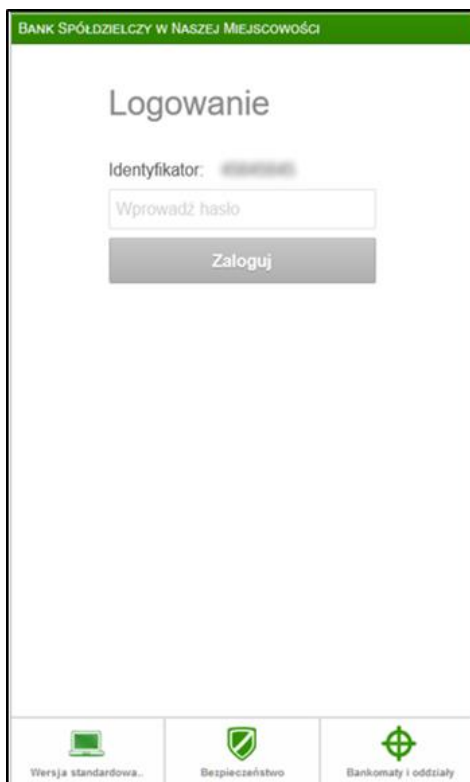 BANK SPÓŁDZIELCZY W NASZEJ MIEJSCOWOŚCI
Logowanie
Identyfikator:
Wprowadź hasło
Zaloguj
Wersja standardowa..
Bezpieczeństwo
Bankomaty i oddziały